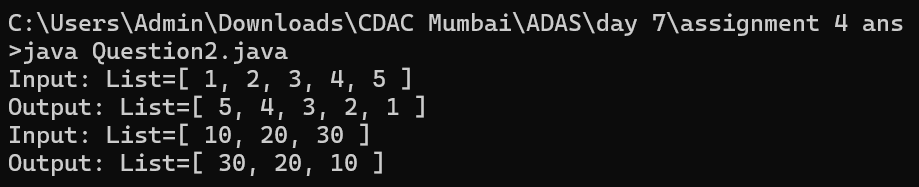 C:\Users\Admin\Downloads\CDAC Mumbai\ADAS\day 7\assignment 4 ans
>java Question2.java
Input: List=[ 1, 2, 3, 4, 5 ]
Output: List=[ 5, 4, 3, 2, 1 ]
Input: List=[ 10, 20, 30 ]
Output: List=[ 30, 20, 10 ]